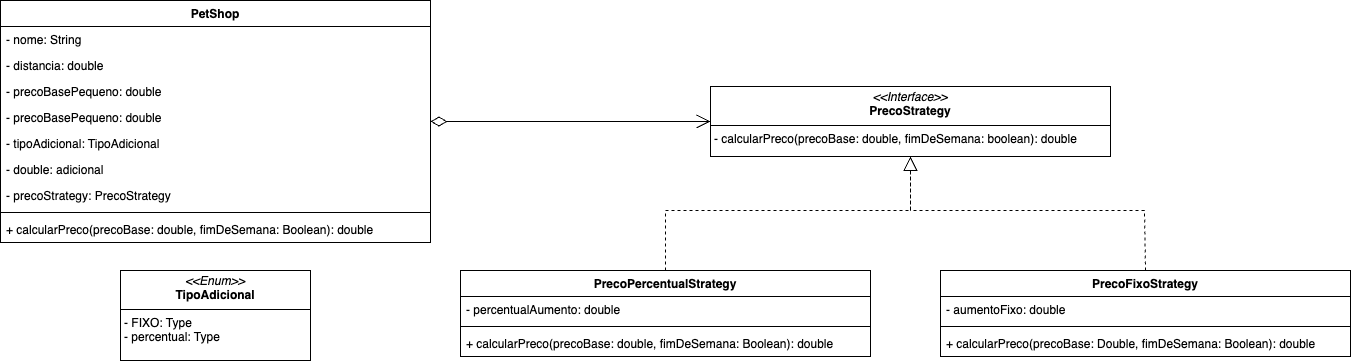 PetShop
- nome: String
- distancia: double
- precoBasePequeno: double
- precoBasePequeno: double
- tipoAdicional: TipoAdicional
- double: adicional
- precoStrategy: PrecoStrategy
+ calcularPreco(precoBase: double, fimDeSemana: Boolean): double
<<Interface>>
PrecoStrategy
- calcularPreco(precoBase: double, fimDeSemana: boolean): double
<<Enum>>
TipoAdicional
- FIXO: Type
- percentual: Type
PrecoPercentualStrategy
- percentualAumento: double
+ calcularPreco(precoBase: double, fimDeSemana: Boolean): double
PrecoFixoStrategy
- aumentoFixo: double
+ calcularPreco(precoBase: Double, fimDeSemana: Boolean): double